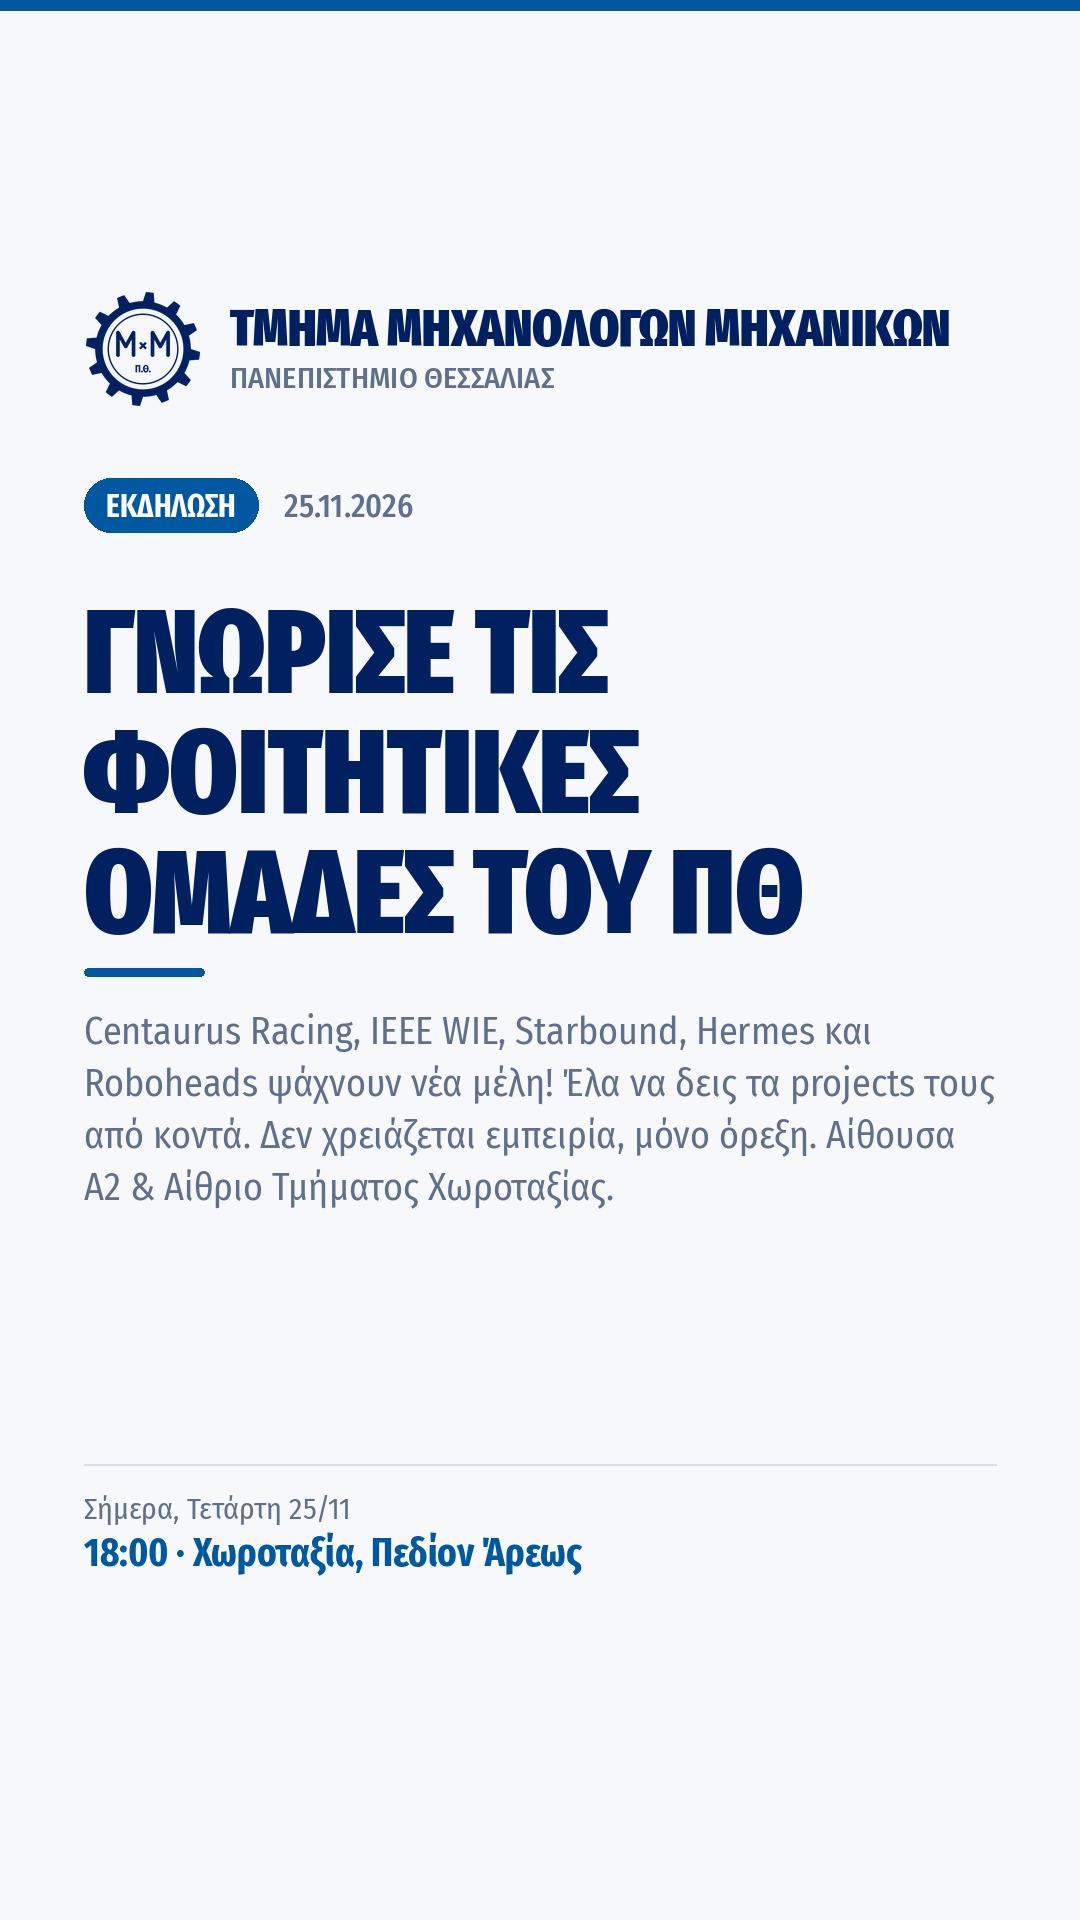 M×M
Π.Θ.
ΤΜΗΜΑ ΜΗΧΑΝΟΛΟΓΩΝ ΜΗΧΑΝΙΚΩΝ
ΠΑΝΕΠΙΣΤΗΜΙΟ ΘΕΣΣΑΛΙΑΣ
ΕΚΔΗΛΩΣΗ 25.11.2026
ΓΝΩΡΙΣΕ ΤΙΣ
ΦΟΙΤΗΤΙΚΕΣ
ΟΜΑΔΕΣ ΤΟΥ ΠΘ
Centaurus Racing, IEEE WIE, Starbound, Hermes και
Roboheads ψάχνουν νέα μέλη! Έλα να δεις τα projects τους
από κοντά. Δεν χρειάζεται εμπειρία, μόνο όρεξη. Αίθουσα
Α2 & Αίθριο Τμήματος Χωροταξίας.
Σήμερα, Τετάρτη 25/11
18:00 · Χωροταξία, Πεδίον Άρεως